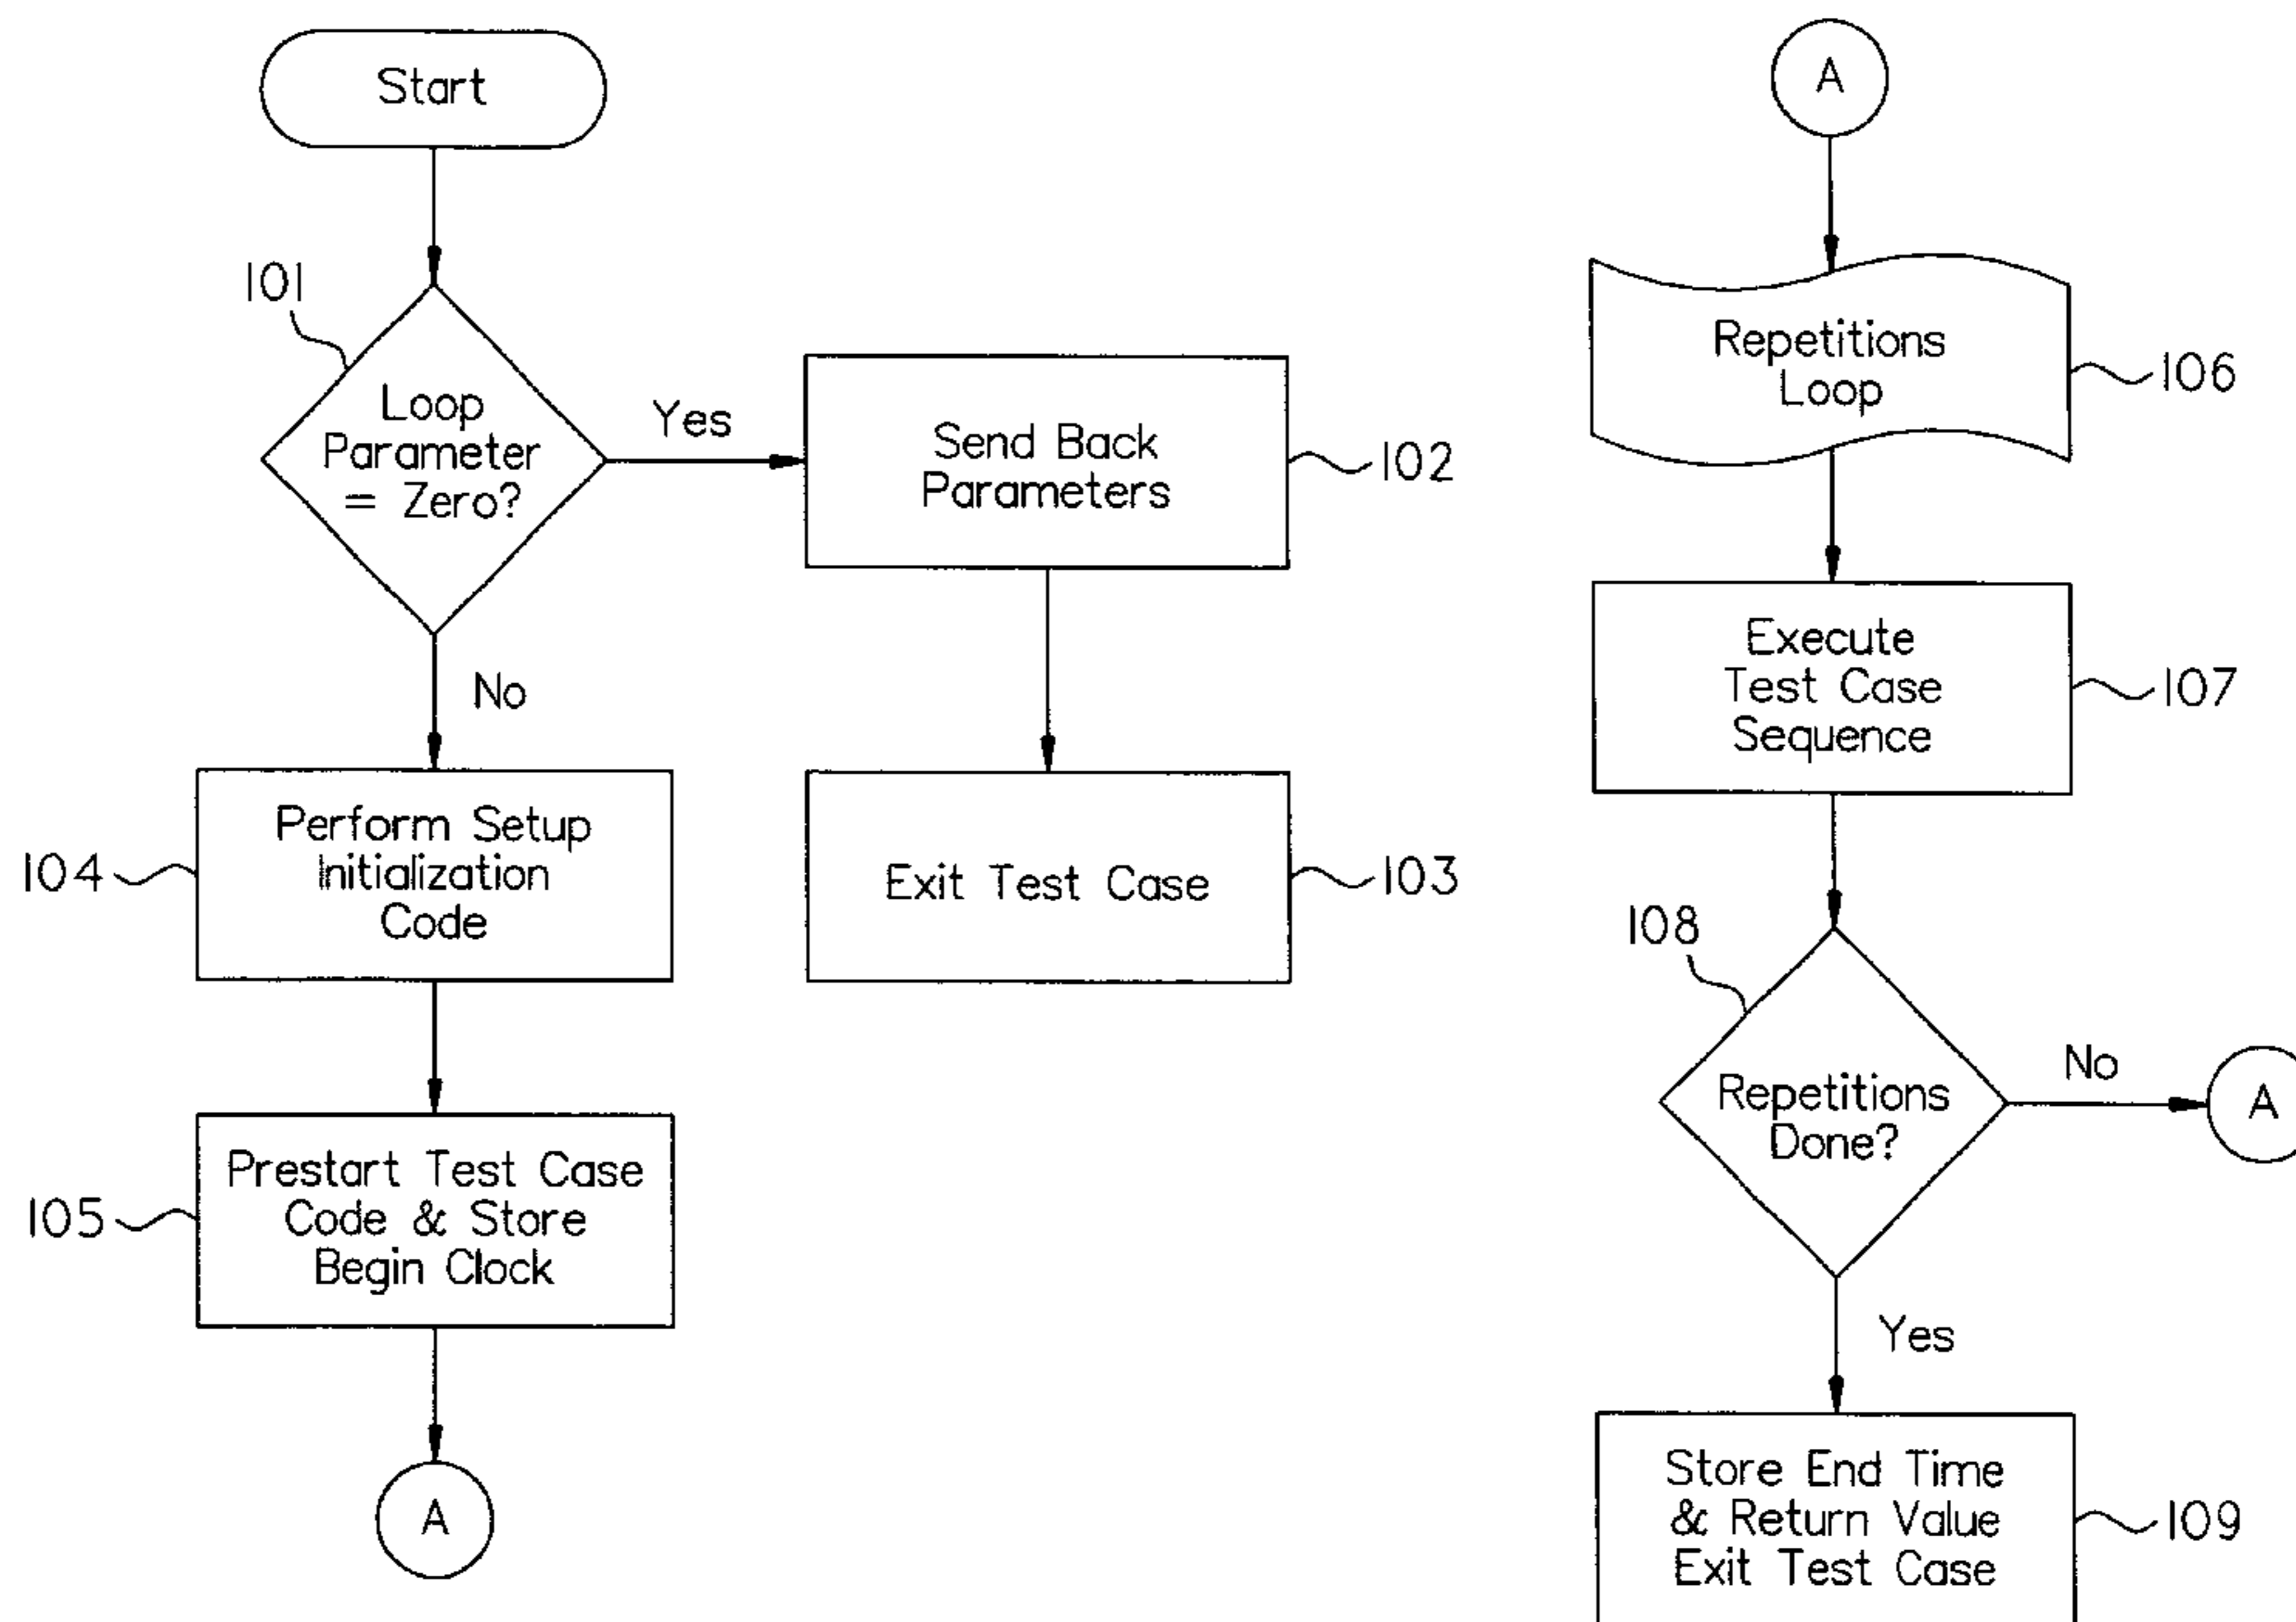 Start
101
Loop
Parameter
= Zero?
Yes
Send Back
Parameters
102
No
Exit Test Case
103
Perform Setup
Initialization
Code
104
Prestart Test Case
Code & Store
Begin Clock
105
A
A
Repetitions
Loop
106
Execute
Test Case
Sequence
107
108
Repetitions
Done?
No
A
Yes
Store End Time
& Return Value
Exit Test Case
109